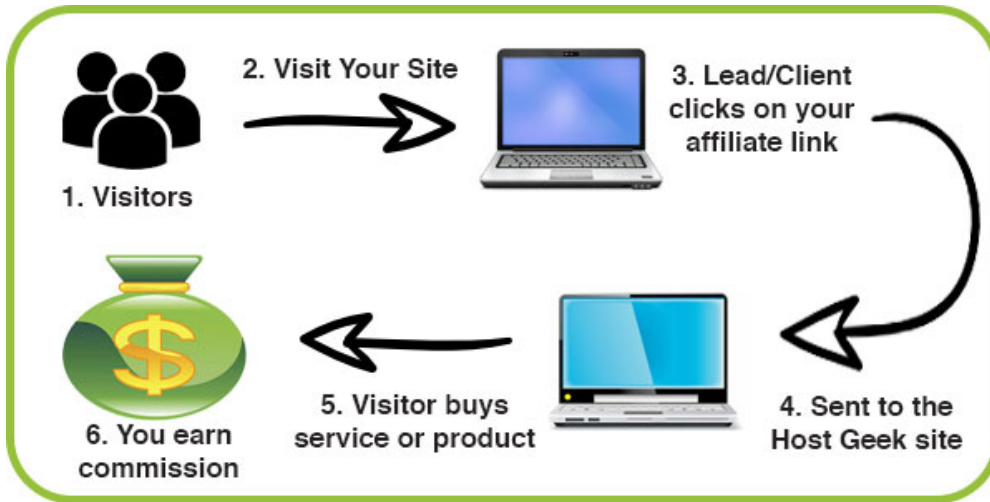 1. Visitors
2. Visit Your Site
3. Lead/Client
clicks on your
affiliate link
4. Sent to the
Host Geek site
5. Visitor buys
service or product
6. You earn
commission
$